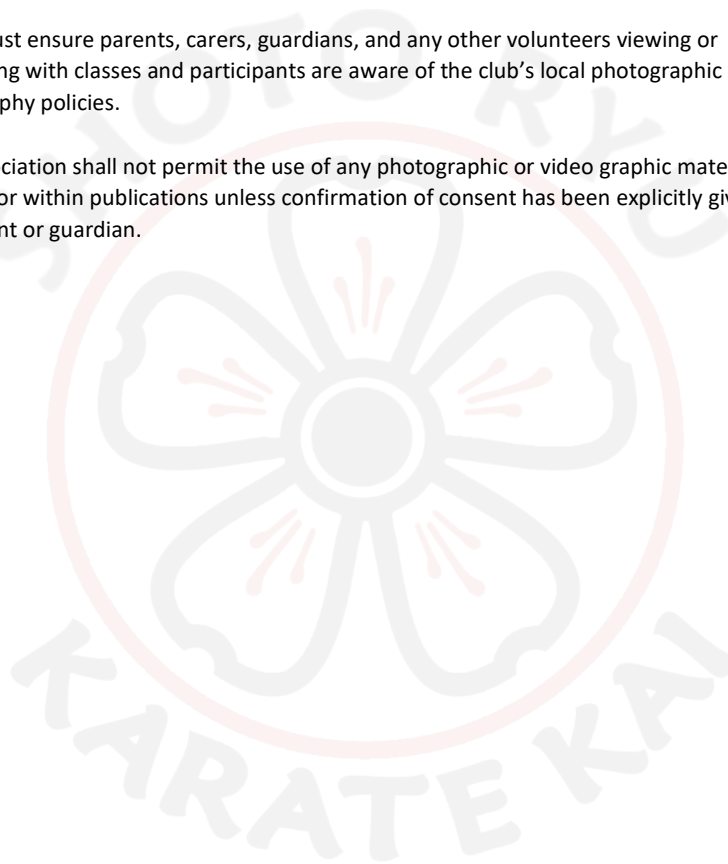 ust ensure parents, carers, guardians, and any other volunteers viewing or
ng with classes and participants are aware of the club’s local photographic
phy policies.
ciation shall not permit the use of any photographic or video graphic mate
or within publications unless confirmation of consent has been explicitly giv
nt or guardian.
SHOTO RYU
KARATE KAI